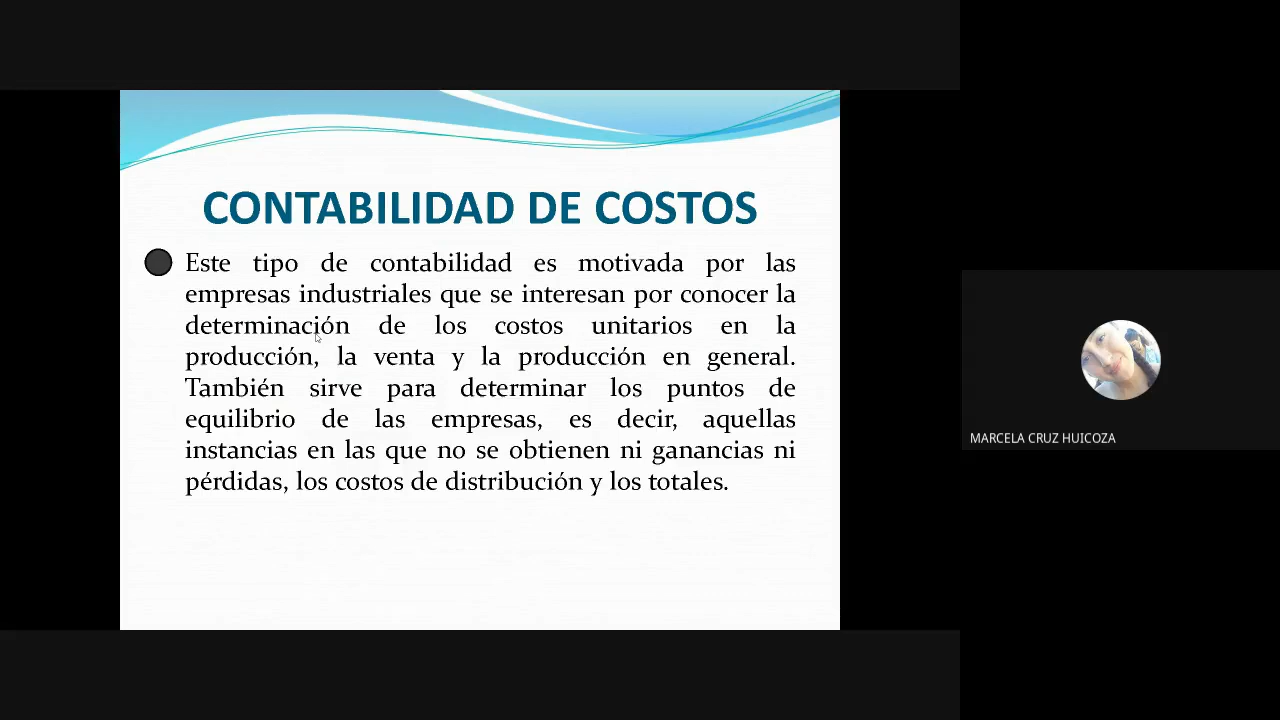 CONTABILIDAD DE COSTOS
Este tipo de contabilidad es motivada por las
empresas industriales que se interesan por conocer la
determinación de los costos unitarios en la
producción, la venta y la producción en general.
También sirve para determinar los puntos de
equilibrio de las empresas, es decir, aquellas
instancias en las que no se obtienen ni ganancias ni
pérdidas, los costos de distribución y los totales.
MARCELA CRUZ HUICOZA